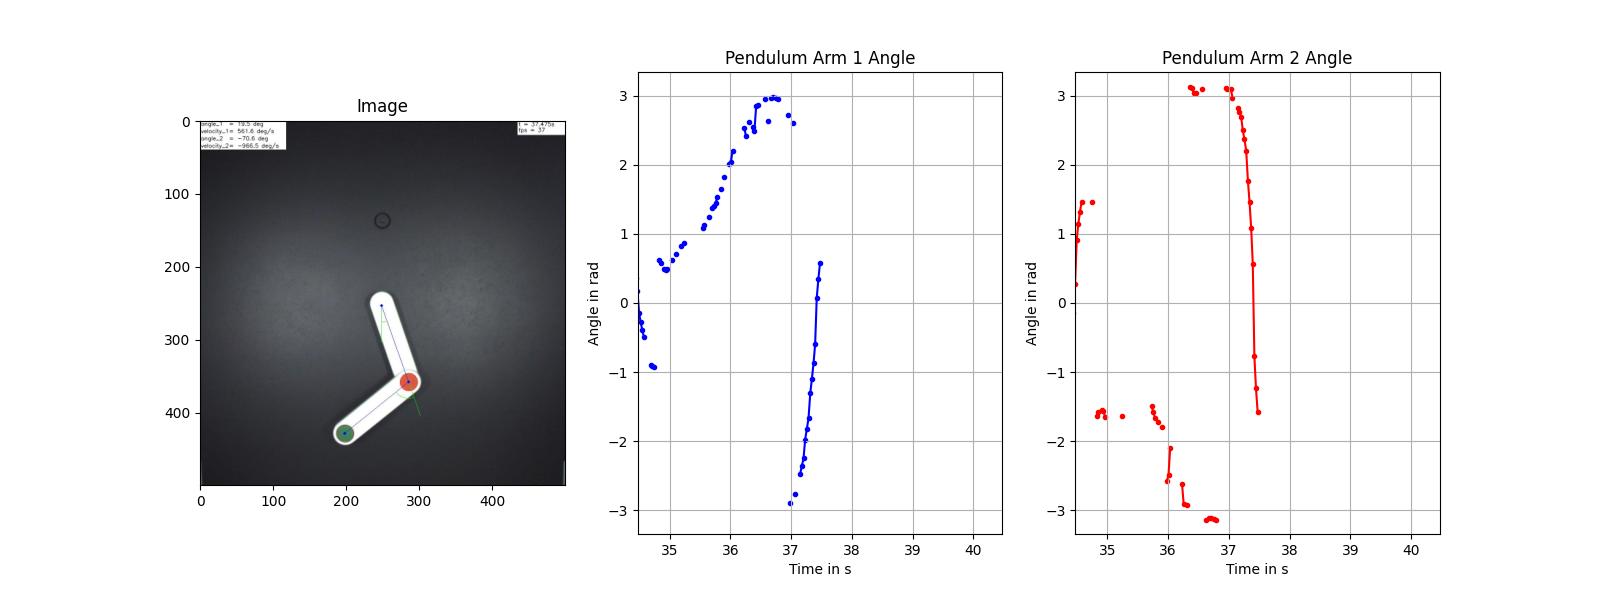 Image
angle_1 = 19.5 deg
velocity_1= 561.6 deg/s
angle_2 = -70.6 deg
velocity_2= -966.5 deg/s
t = 37.475s
fps = 37
0
100
200
300
400
0 100 200 300 400
Pendulum Arm 1 Angle
Angle in rad
3
2
1
0
−1
−2
−3
35 36 37 38 39 40
Time in s
Pendulum Arm 2 Angle
Angle in rad
3
2
1
0
−1
−2
−3
35 36 37 38 39 40
Time in s